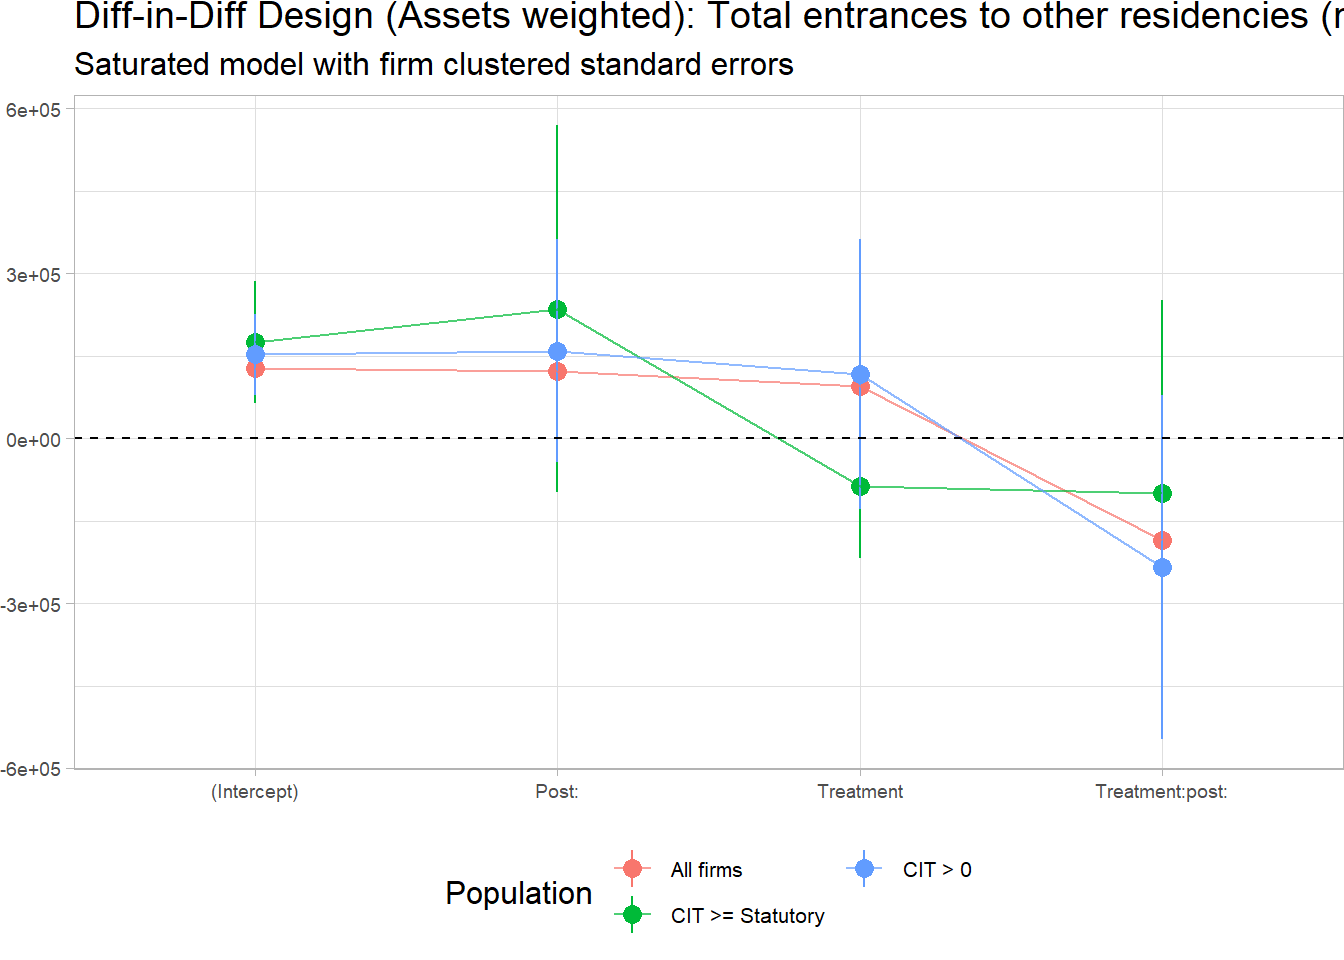 Diff-in-Diff Design (Assets weighted): Total entrances to other residencies (
Saturated model with firm clustered standard errors
6e+05
3e+05
0e+00
-3e+05
-6e+05
(Intercept)
Post:
Treatment
Treatment:post:
Population
All firms
CIT > 0
CIT >= Statutory